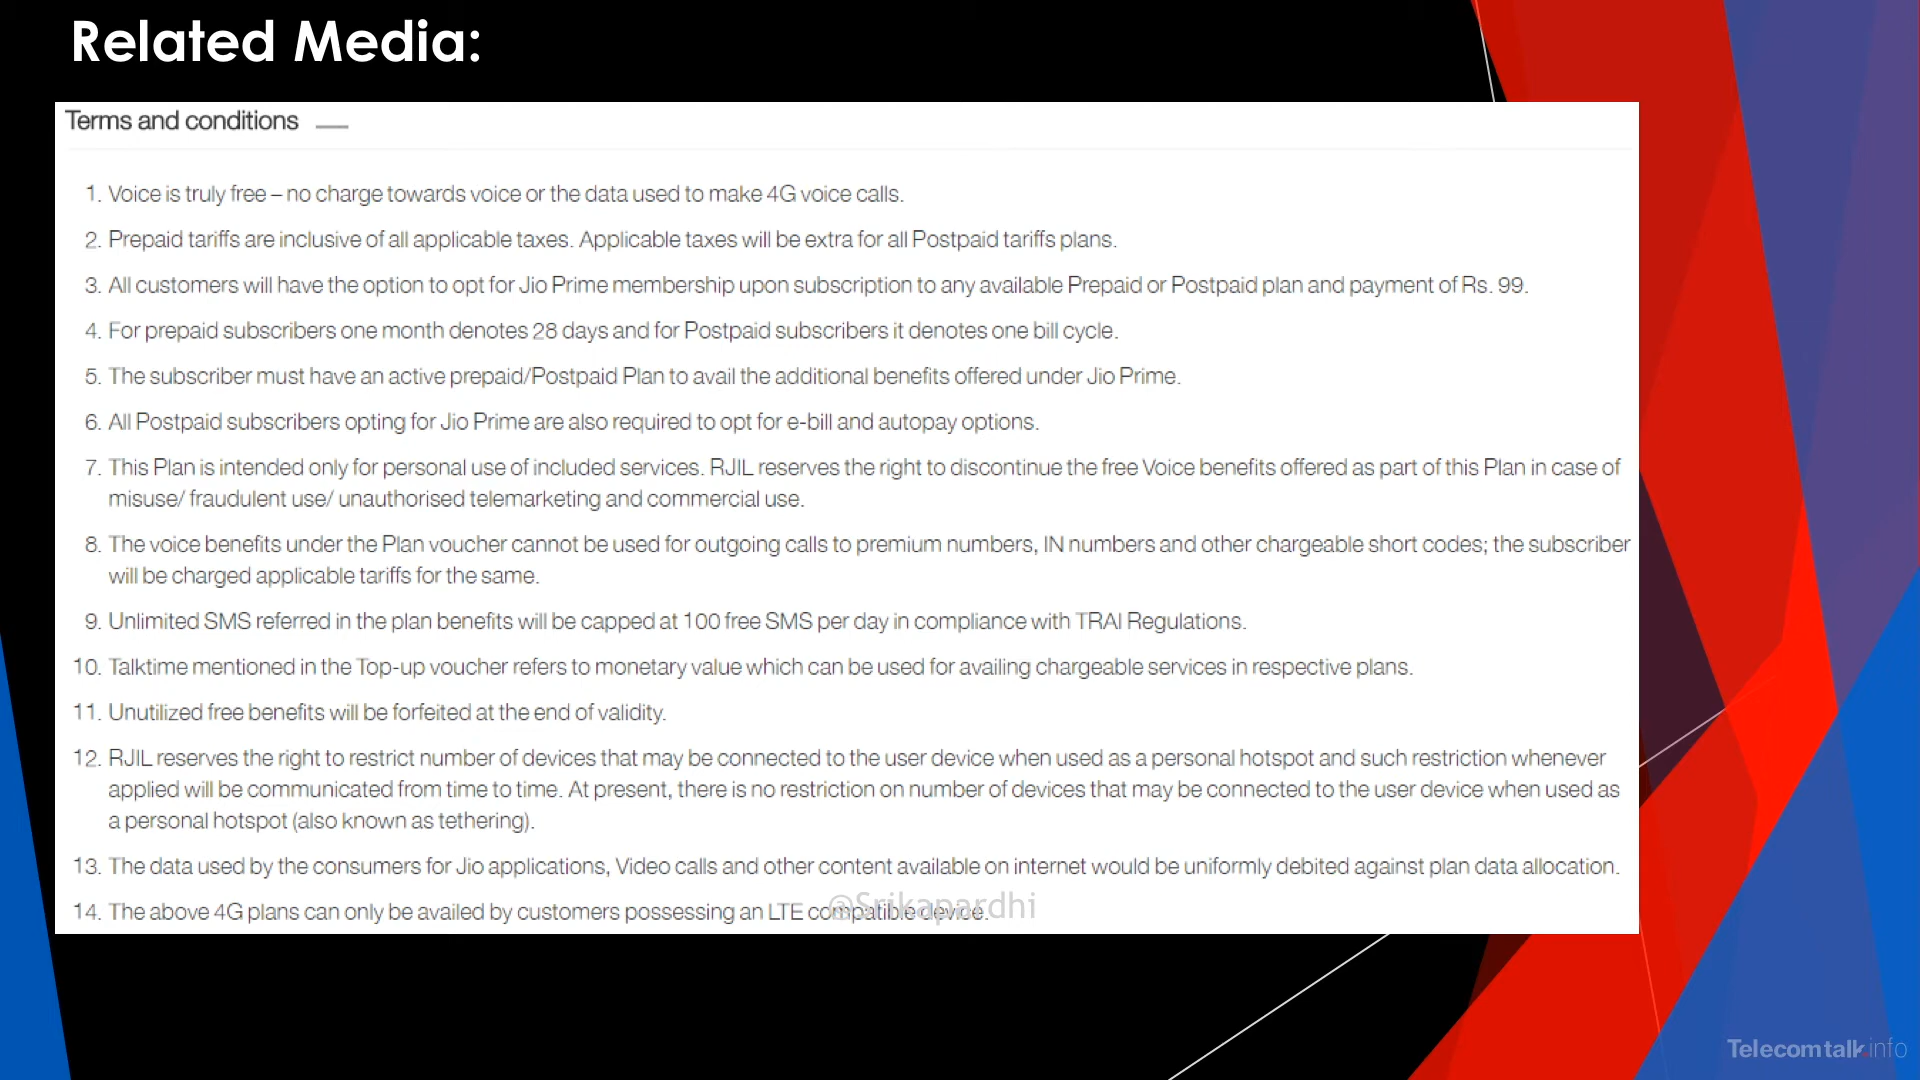 Related Media:
Terms and conditions
1. Voice is truly free – no charge towards voice or the data used to make 4G voice calls.
2. Prepaid tariffs are inclusive of all applicable taxes. Applicable taxes will be extra for all Postpaid tariffs plans.
3. All customers will have the option to opt for Jio Prime membership upon subscription to any available Prepaid or Postpaid plan and payment of Rs. 99.
4. For prepaid subscribers one month denotes 28 days and for Postpaid subscribers it denotes one bill cycle.
5. The subscriber must have an active prepaid/Postpaid Plan to avail the additional benefits offered under Jio Prime.
6. All Postpaid subscribers opting for Jio Prime are also required to opt for e-bill and autopay options.
7. This Plan is intended only for personal use of included services. RJIL reserves the right to discontinue the free Voice benefits offered as part of this Plan in case of
misuse/ fraudulent use/ unauthorised telemarketing and commercial use.
8. The voice benefits under the Plan voucher cannot be used for outgoing calls to premium numbers, IN numbers and other chargeable short codes; the subscriber
will be charged applicable tariffs for the same.
9. Unlimited SMS referred in the plan benefits will be capped at 100 free SMS per day in compliance with TRAI Regulations.
10. Talktime mentioned in the Top-up voucher refers to monetary value which can be used for availing chargeable services in respective plans.
11. Unutilized free benefits will be forfeited at the end of validity.
12. RJIL reserves the right to restrict number of devices that may be connected to the user device when used as a personal hotspot and such restriction whenever
applied will be communicated from time to time. At present, there is no restriction on number of devices that may be connected to the user device when used as
a personal hotspot (also known as tethering).
13. The data used by the consumers for Jio applications, Video calls and other content available on internet would be uniformly debited against plan data allocation.
14. The above 4G plans can only be availed by customers possessing an LTE compatible device.
@Srikapardhi
Telecomtalk.info